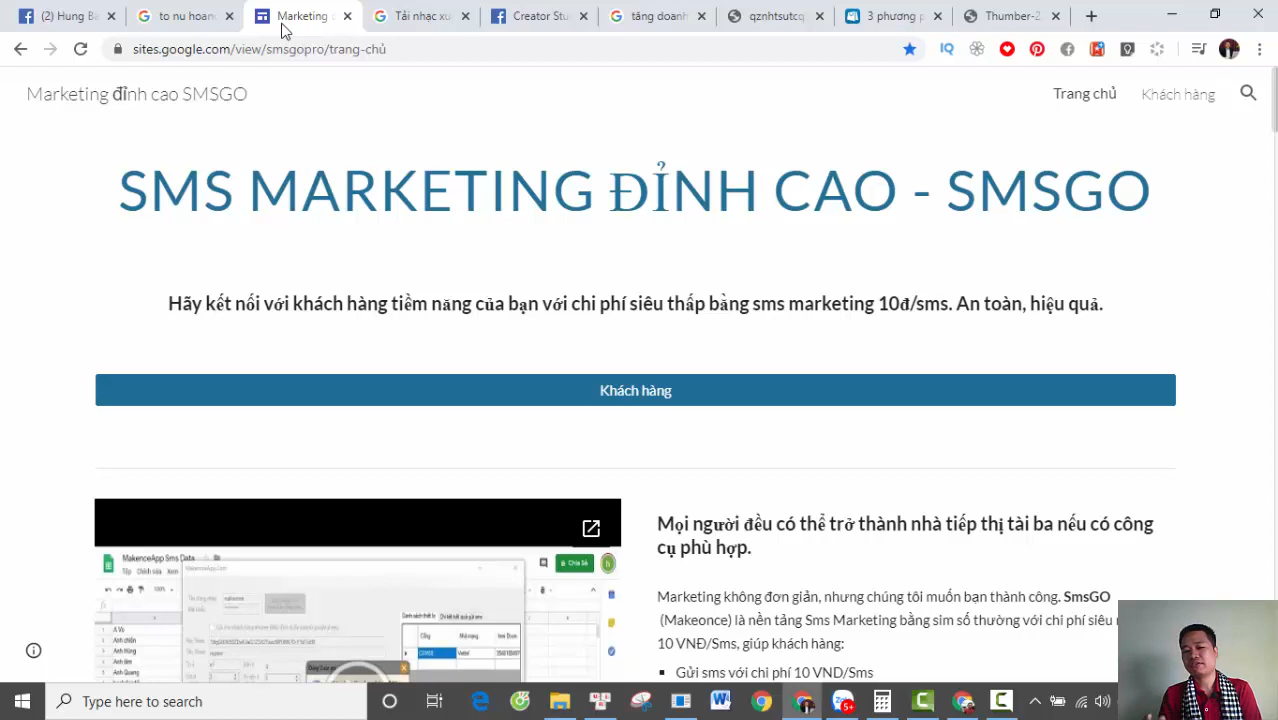 (2) Hung B
to nu hoan
Marketing
Tải nhạc xu
Creator Stu
tăng doanh
qznhtsutcq
3 phương p
Thumber-2
sites.google.com/view/smsgopro/trang-chủ
Marketing đỉnh cao SMSGO
Trang chủ
Khách hàng
SMS MARKETING ĐỈNH CAO - SMSGO
Hãy kết nối với khách hàng tiềm năng của bạn với chi phí siêu thấp bằng sms marketing 10đ/sms. An toàn, hiệu quả.
Khách hàng
Mọi người đều có thể trở thành nhà tiếp thị tài ba nếu có công
cụ phù hợp.
MakenceApp Sms Data
Chia Sẻ
Marketing không đơn giản, nhưng chúng tôi muốn bạn thành công. SmsGO
(Makeonce) là nền tảng Sms Marketing bằng sim số thường với chi phí siêu
10 VNĐ/Sms, giúp khách hàng:
▪ Gửi sms với chi phí 10 VND/Sms
Type here to search
5+